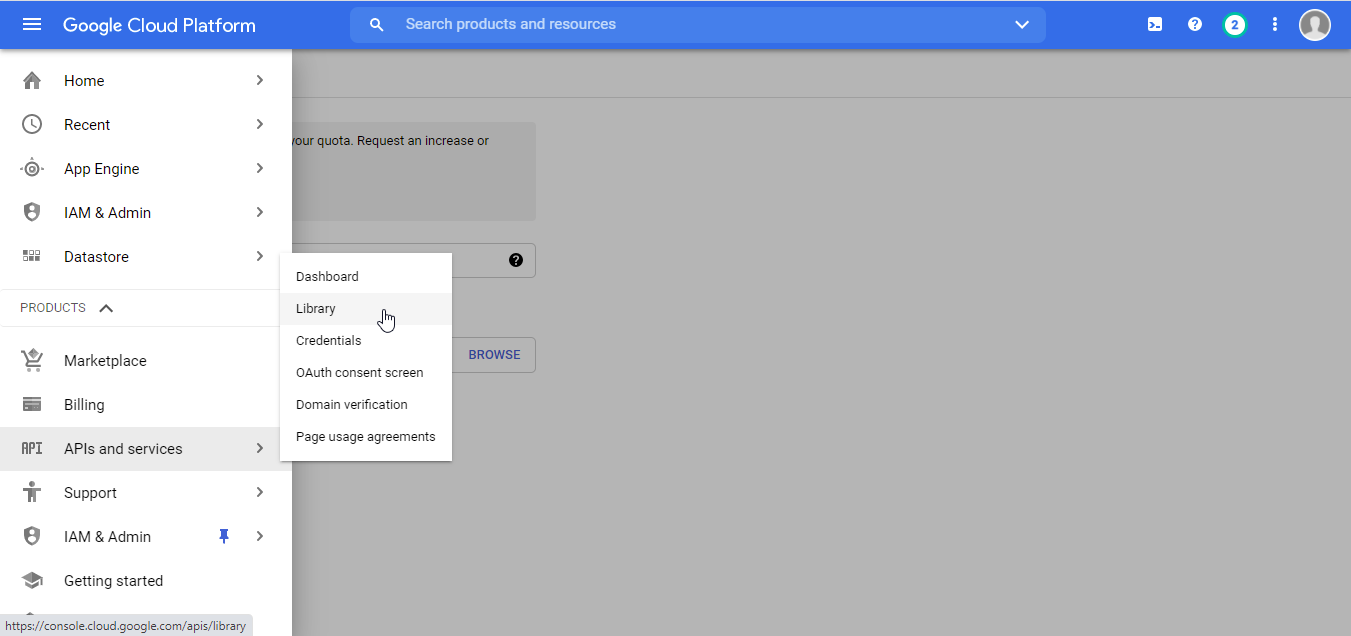 Google Cloud Platform
Search products and resources
2
Home
Recent
your quota. Request an increase or
App Engine
IAM & Admin
Datastore
Dashboard
PRODUCTS
Library
Credentials
BROWSE
Marketplace
OAuth consent screen
Billing
Domain verification
Page usage agreements
API APIs and services
Support
IAM & Admin
Getting started
https://console.cloud.google.com/apis/library